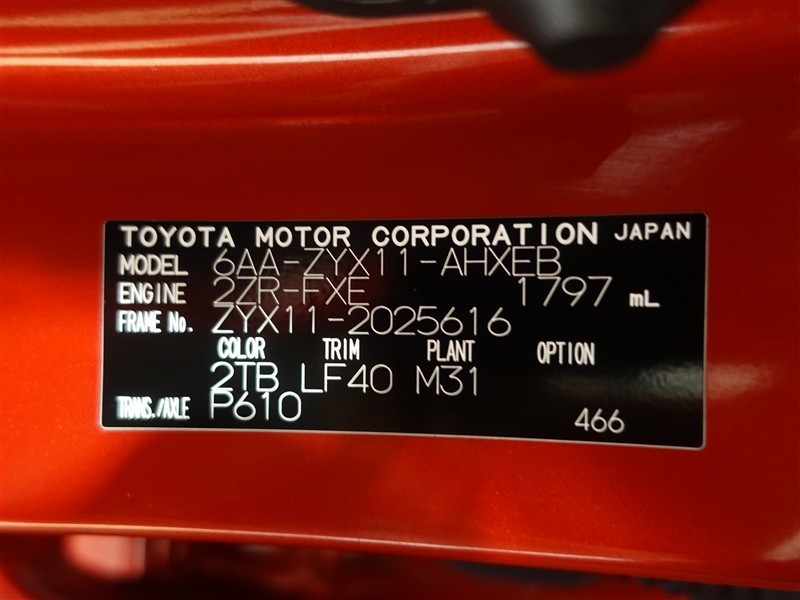 TOYOTA MOTOR CORPORATION JAPAN
MODEL 6AA-ZYX11-AHXEB
ENGINE 2ZR-FXE 1797 mL
FRAME No. ZYX11-2025616
COLOR TRIM PLANT OPTION
2TB LF40 M31
TRANS./AXLE P610
466